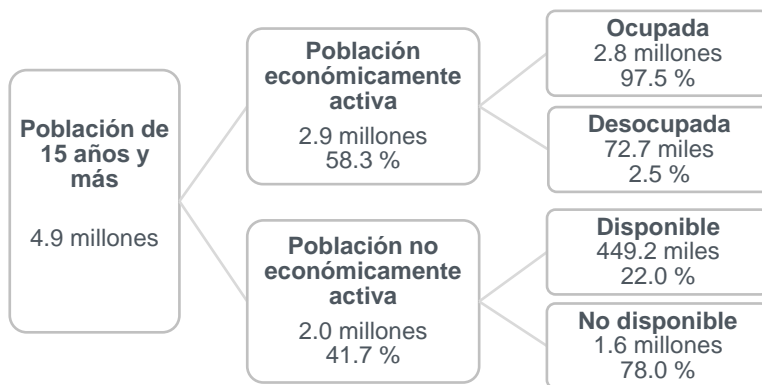 Población de
15 años y
más
4.9 millones
Población
económicamente
activa
2.9 millones
58.3 %
Ocupada
2.8 millones
97.5 %
Desocupada
72.7 miles
2.5 %
Población no
económicamente
activa
2.0 millones
41.7 %
Disponible
449.2 miles
22.0 %
No disponible
1.6 millones
78.0 %